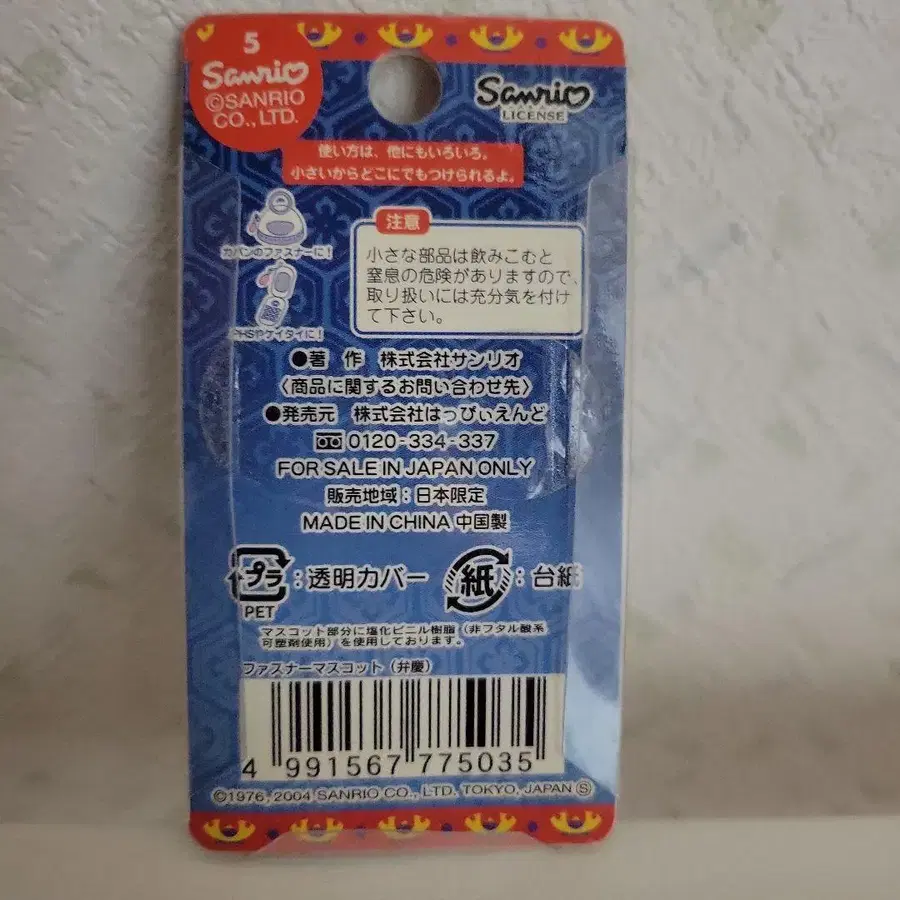 5
Sanrio
©SANRIO
CO., LTD.
Sanrio
LICENSE
使い方は、他にもいろいろ。
小さいからどこにでもつけられるよ。
カバンのファスナーに!
PHSやケイタイに!
注意
小さな部品は飲みこむと
窒息の危険がありますので、
取り扱いには充分気を付け
て下さい。
●著 作 株式会社サンリオ
〈商品に関するお問い合わせ先〉
●発売元 株式会社はっぴぃえんど
0120-334-337
FOR SALE IN JAPAN ONLY
販売地域:日本限定
MADE IN CHINA 中国製
プラ:透明カバー
PET
紙:台紙
マスコット部分に塩化ビニル樹脂(非フタル酸系
可塑剤使用)を使用しております。
ファスナーマスコット(弁慶)
4 991567 775035
©1976, 2004 SANRIO CO., LTD. TOKYO, JAPAN Ⓢ